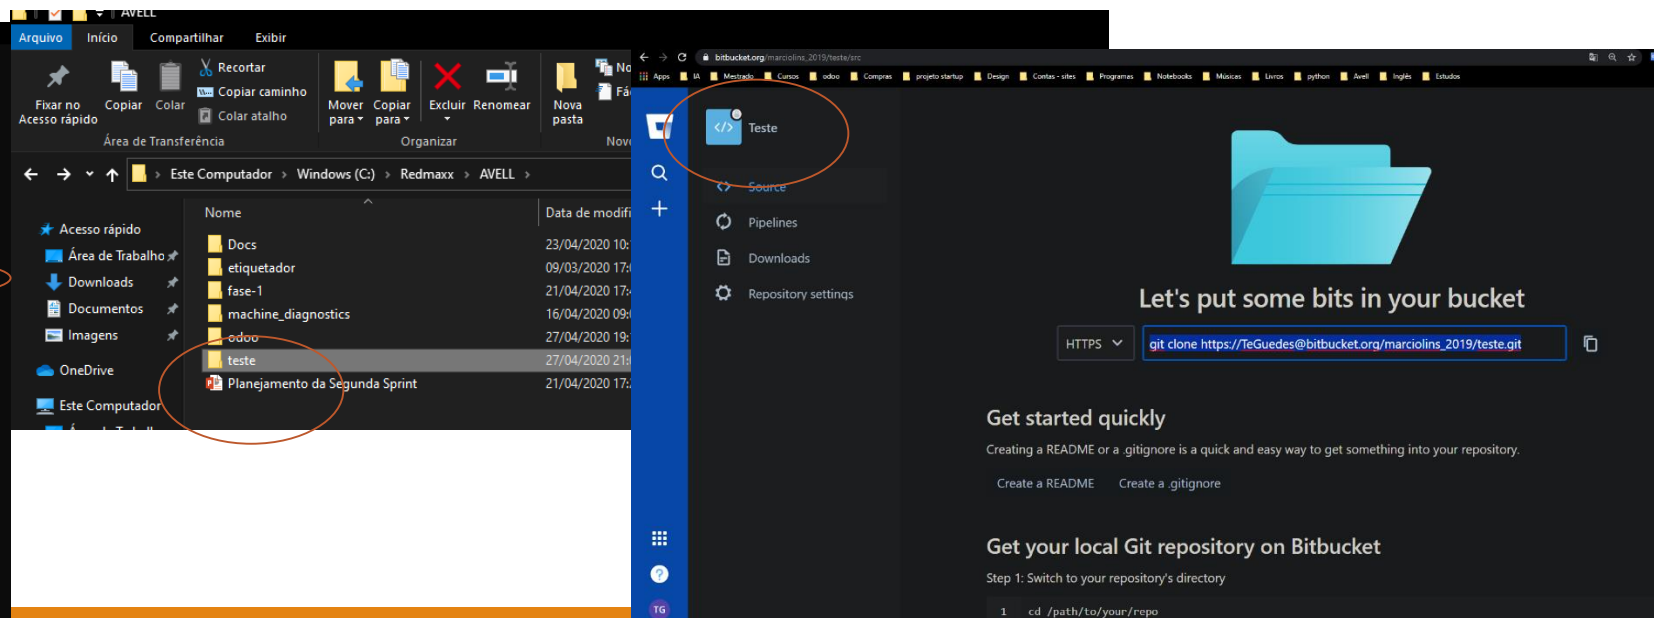 AVELL
Arquivo Início Compartilhar Exibir
Fixar no
Acesso rápido
Copiar
Colar
Recortar
Copiar caminho
Colar atalho
Área de Transferência
Mover
para
Copiar
para
Excluir
Renomear
Organizar
Nova
pasta
No
Fác
Nov
Este Computador › Windows (C:) › Redmaxx › AVELL ›
Acesso rápido
Área de Trabalho
Downloads
Documentos
Imagens
OneDrive
Este Computador
Nome Data de modifi
Docs 23/04/2020 10:
etiquetador 09/03/2020 17:
fase-1 21/04/2020 17:
machine_diagnostics 16/04/2020 09:
odoo 27/04/2020 19:
teste 27/04/2020 21:
Planejamento da Segunda Sprint 21/04/2020 17:
bitbucket.org/marciolins_2019/teste/src
Apps IA Mestrado Cursos odoo Compras projeto startup Design Contas - sites Programas Notebooks Músicas Livros python Avell Inglês Estudos
Teste
Source
Pipelines
Downloads
Repository settings
TG
Let's put some bits in your bucket
HTTPS git clone https://TeGuedes@bitbucket.org/marciolins_2019/teste.git
Get started quickly
Creating a README or a .gitignore is a quick and easy way to get something into your repository.
Create a README Create a .gitignore
Get your local Git repository on Bitbucket
Step 1: Switch to your repository's directory
1 cd /path/to/your/repo